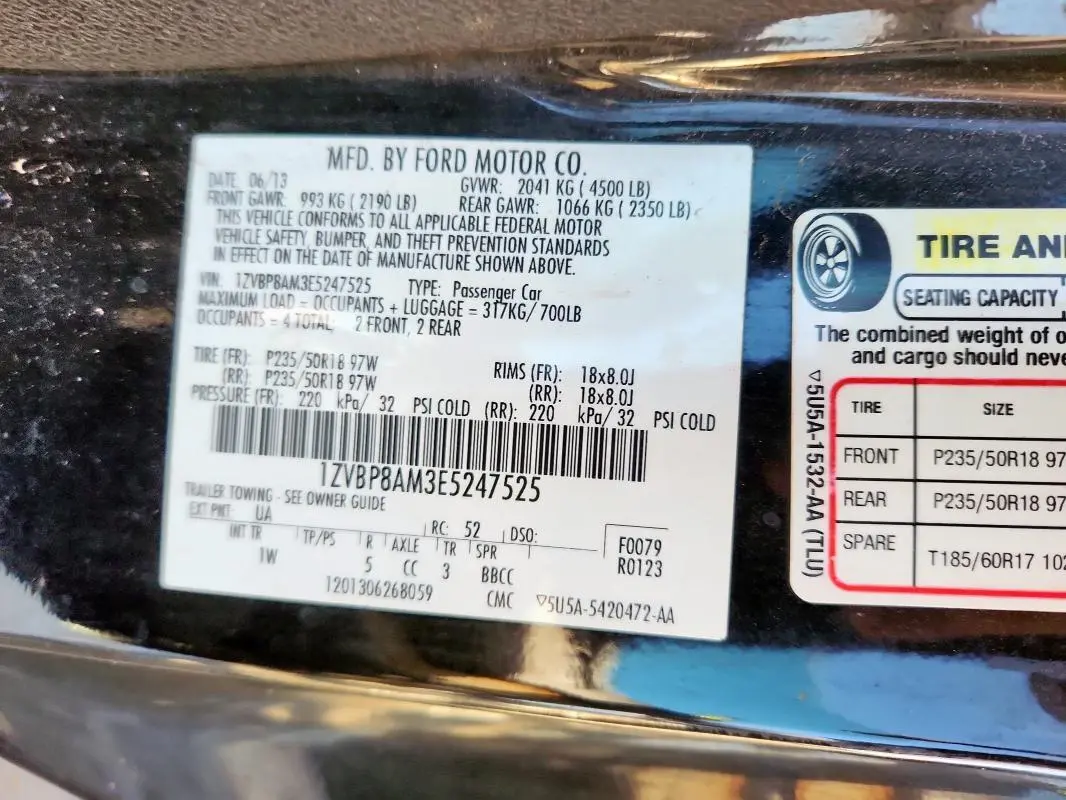 MFD. BY FORD MOTOR CO.
DATE 06/13 GVWR: 2041 KG ( 4500 LB)
FRONT GAWR: 993 KG ( 2190 LB) REAR GAWR: 1066 KG ( 2350 LB)
THIS VEHICLE CONFORMS TO ALL APPLICABLE FEDERAL MOTOR
VEHICLE SAFETY, BUMPER, AND THEFT PREVENTION STANDARDS
IN EFFECT ON THE DATE OF MANUFACTURE SHOWN ABOVE.
VIN: 1ZVBP8AM3E5247525 TYPE: Passenger Car
MAXIMUM LOAD = OCCUPANTS + LUGGAGE = 317KG/ 700LB
OCCUPANTS = 4 TOTAL, 2 FRONT, 2 REAR
TIRE (FR): P235/50R18 97W RIMS (FR): 18x8.0J
(RR): P235/50R18 97W (RR): 18x8.0J
PRESSURE (FR): 220 kPa/ 32 PSI COLD (RR): 220 kPa/ 32 PSI COLD
1ZVBP8AM3E5247525
TRAILER TOWING - SEE OWNER GUIDE
EXT PNT: UA RC: 52 DSO:
INT TR TP/PS R AXLE TR SPR F0079
1W 5 CC 3 BBCC R0123
1201306268059 CMC ▽5U5A-5420472-AA
TIRE AN
SEATING CAPACITY
The combined weight of o
and cargo should neve
TIRE SIZE
FRONT P235/50R18 97
REAR P235/50R18 97
SPARE T185/60R17 102
▽5U5A-1532-AA (TLU)